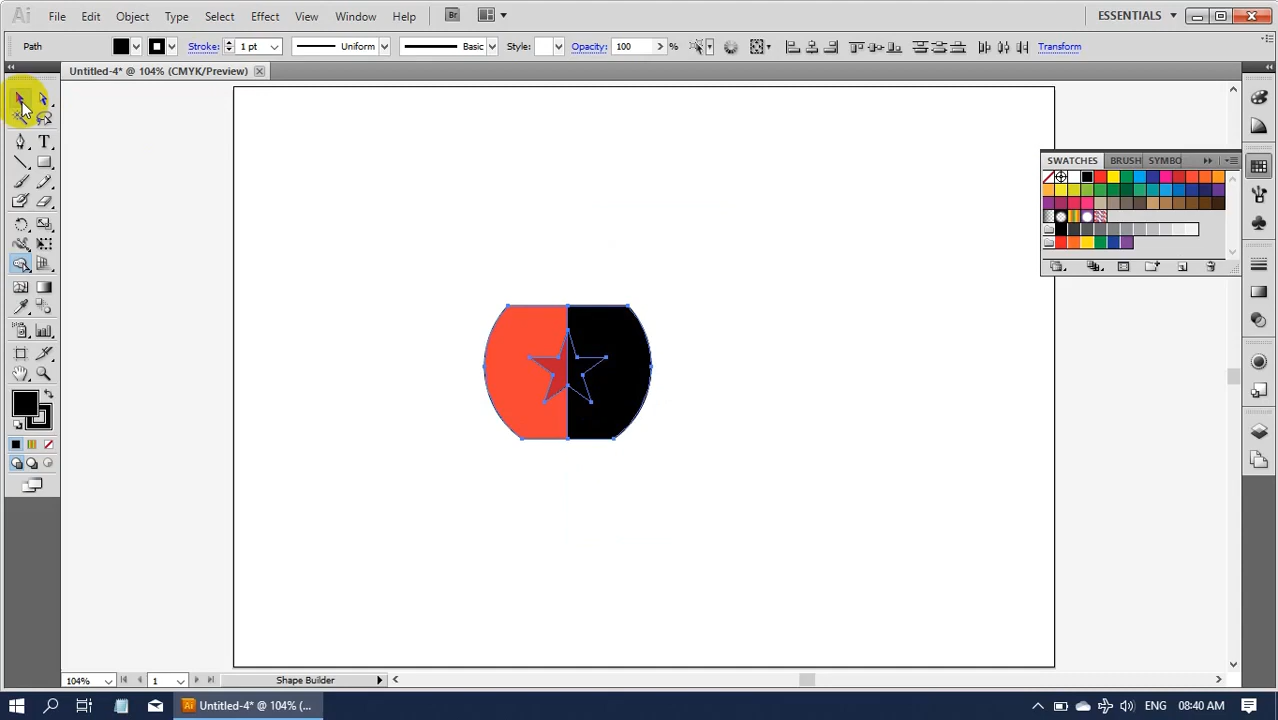 Ai File Edit Object Type Select Effect View Window Help Br ESSENTIALS
Path Stroke: 1 pt Uniform Basic Style: Opacity: 100 % Transform
Untitled-4* @ 104% (CMYK/Preview)
SWATCHES BRUSH SYMBO
T
104% 1 Shape Builder
Ai Untitled-4* @ 104% (... ENG 08:40 AM